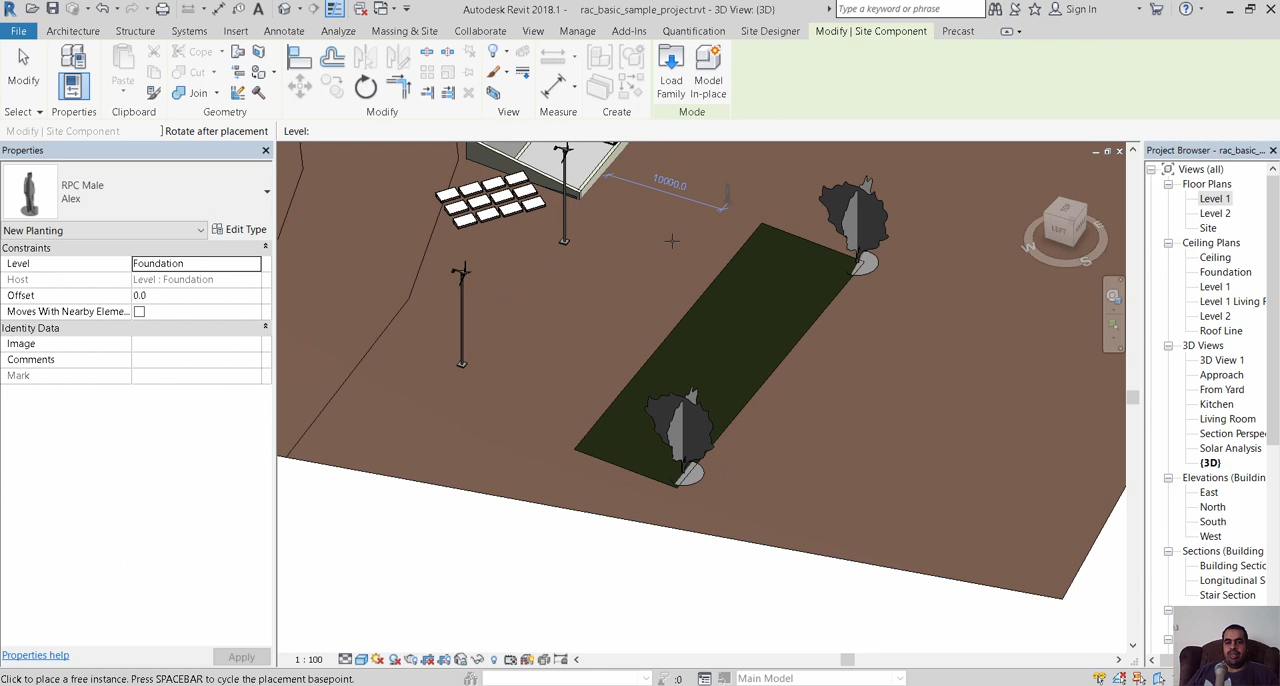 Autodesk Revit 2018.1 - rac_basic_sample_project.rvt - 3D View: {3D}
Type a keyword or phrase
Sign In
File Architecture Structure Systems Insert Annotate Analyze Massing & Site Collaborate View Manage Add-Ins Quantification Site Designer Modify | Site Component Precast
Modify
Paste
Cope
Cut
Join
Load Family
Model In-place
Select Properties Clipboard Geometry Modify View Measure Create Mode
Modify | Site Component
Rotate after placement
Level:
Properties
RPC Male
Alex
New Planting
Edit Type
Constraints
Level Foundation
Host Level : Foundation
Offset 0.0
Moves With Nearby Eleme...
Identity Data
Image
Comments
Mark
Properties help
Apply
10000.0
LEFT
W
S
1 : 100
Project Browser - rac_basic_...
Views (all)
Floor Plans
Level 1
Level 2
Site
Ceiling Plans
Ceiling
Foundation
Level 1
Level 1 Living R
Level 2
Roof Line
3D Views
3D View 1
Approach
From Yard
Kitchen
Living Room
Section Perspe
Solar Analysis
{3D}
Elevations (Buildin
East
North
South
West
Sections (Building
Building Sectio
Longitudinal S
Stair Section
Click to place a free instance. Press SPACEBAR to cycle the placement basepoint.
:0
Main Model